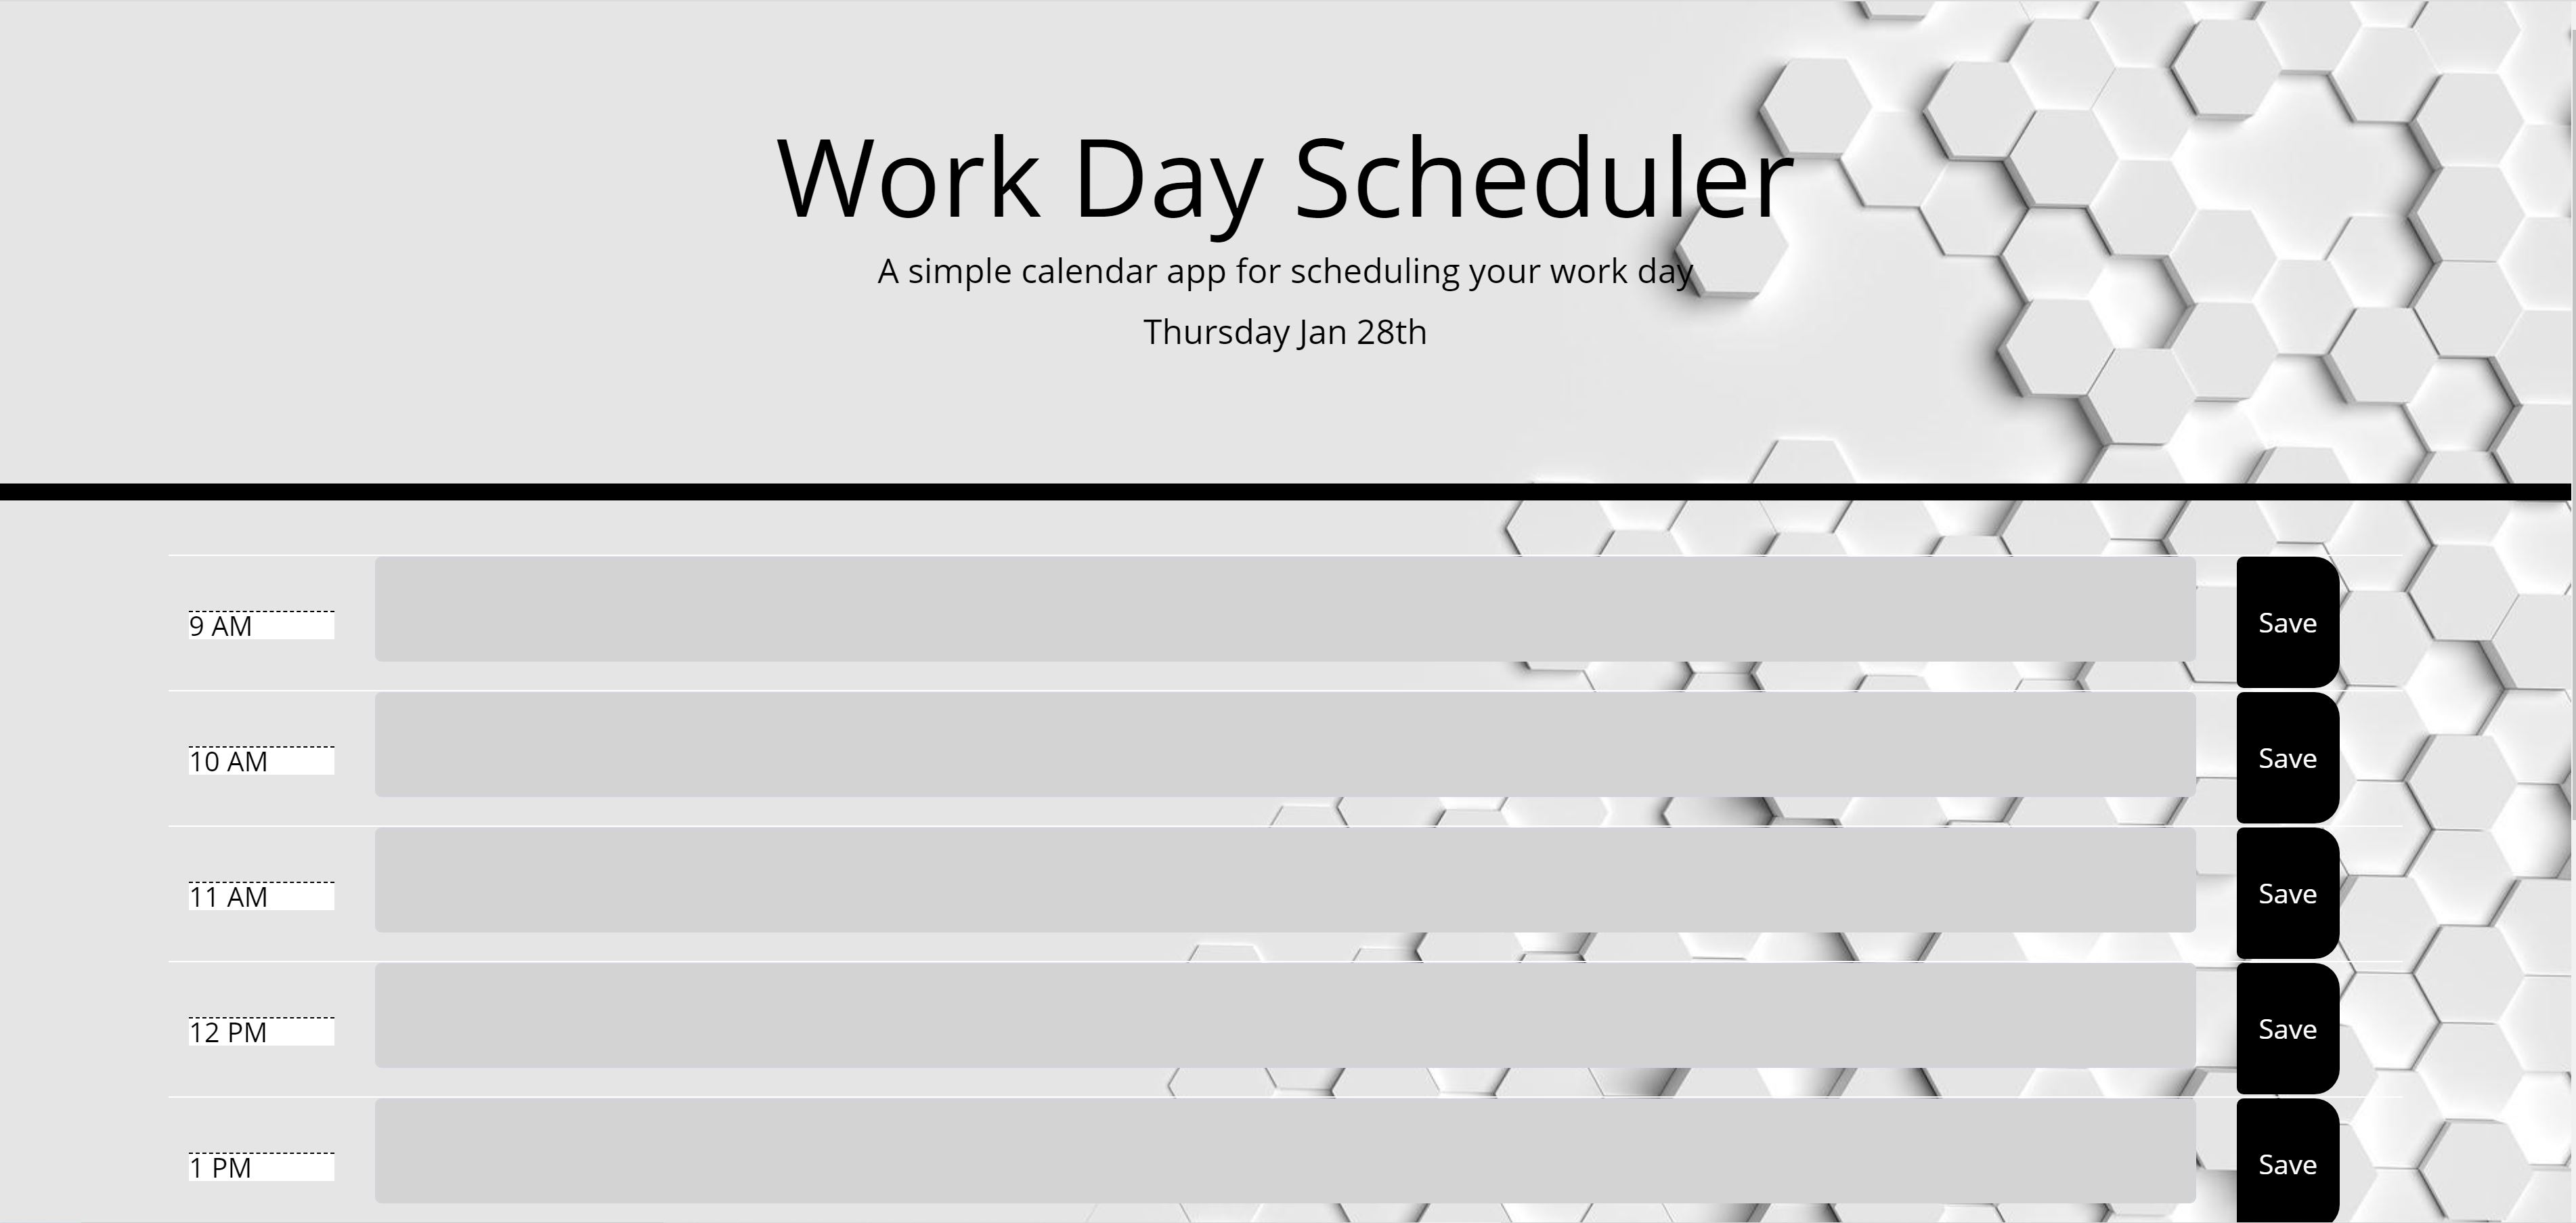 Work Day Scheduler
A simple calendar app for scheduling your work day
Thursday Jan 28th
9 AM
Save
10 AM
Save
11 AM
Save
12 PM
Save
1 PM
Save